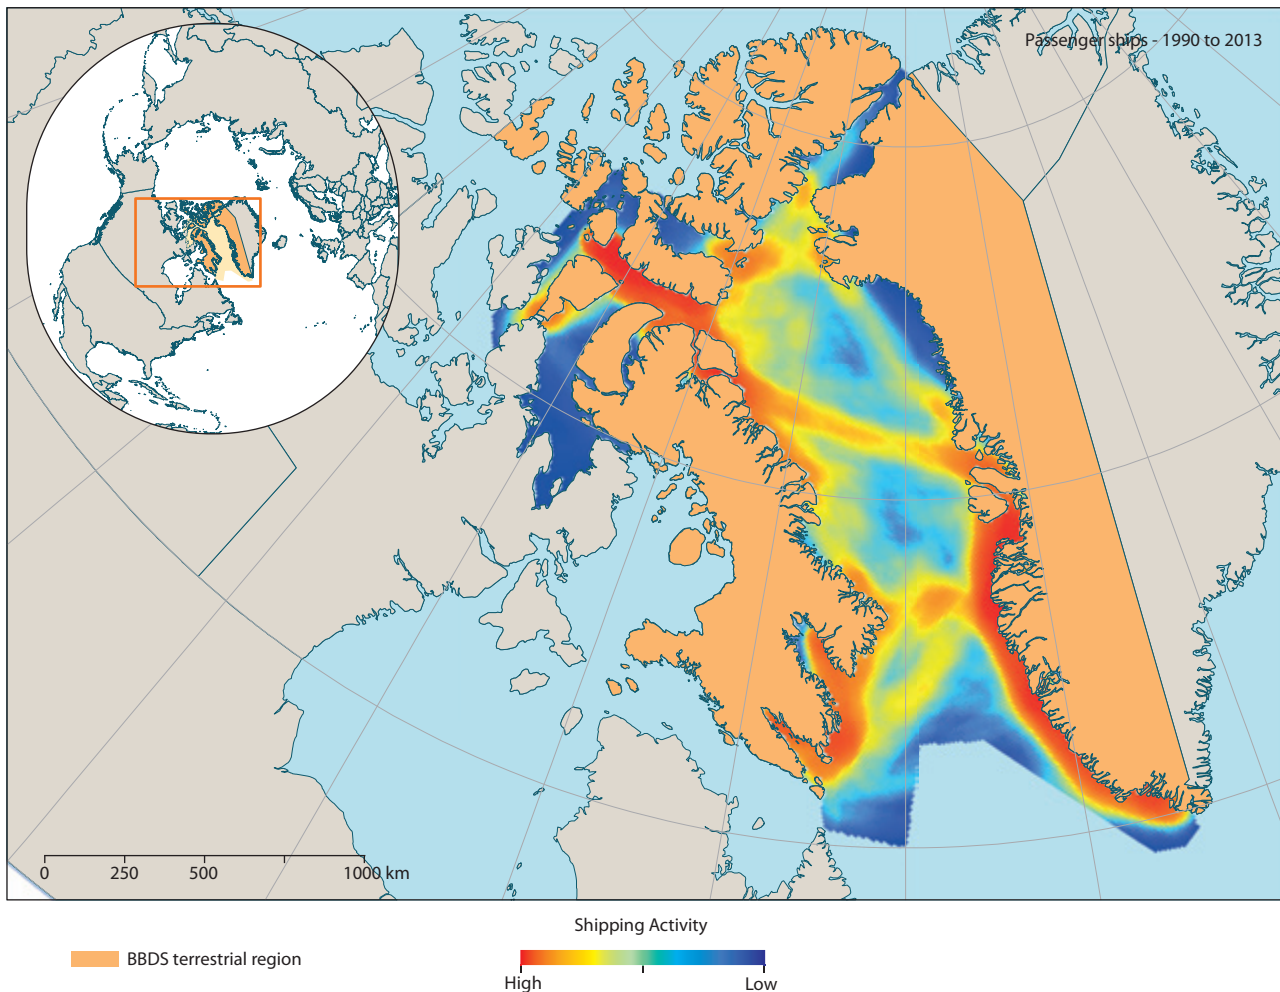 Passenger ships - 1990 to 2013
0 250 500 1000 km
Shipping Activity
BBDS terrestrial region
High Low